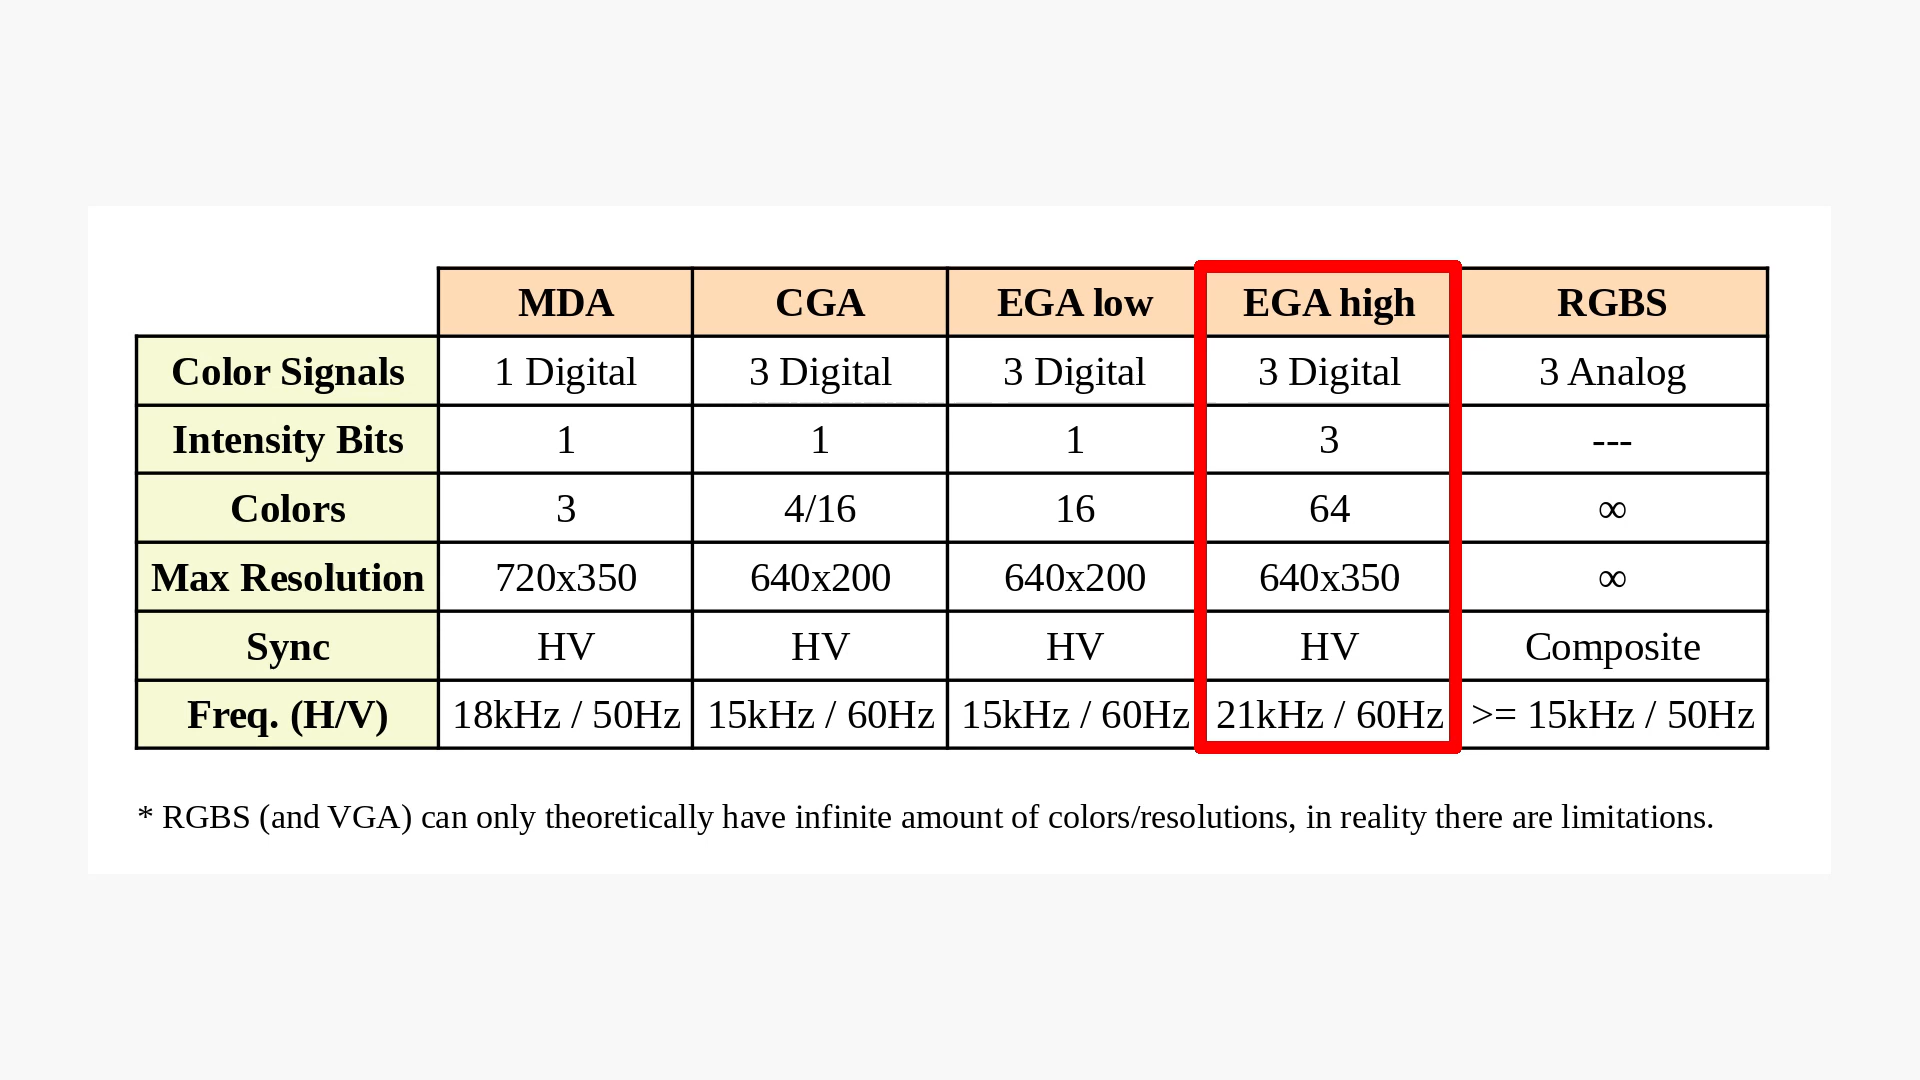 MDA CGA EGA low EGA high RGBS
Color Signals 1 Digital 3 Digital 3 Digital 3 Digital 3 Analog
Intensity Bits 1 1 1 3 ---
Colors 3 4/16 16 64 ∞
Max Resolution 720x350 640x200 640x200 640x350 ∞
Sync HV HV HV HV Composite
Freq. (H/V) 18kHz / 50Hz 15kHz / 60Hz 15kHz / 60Hz 21kHz / 60Hz >= 15kHz / 50Hz
* RGBS (and VGA) can only theoretically have infinite amount of colors/resolutions, in reality there are limitations.